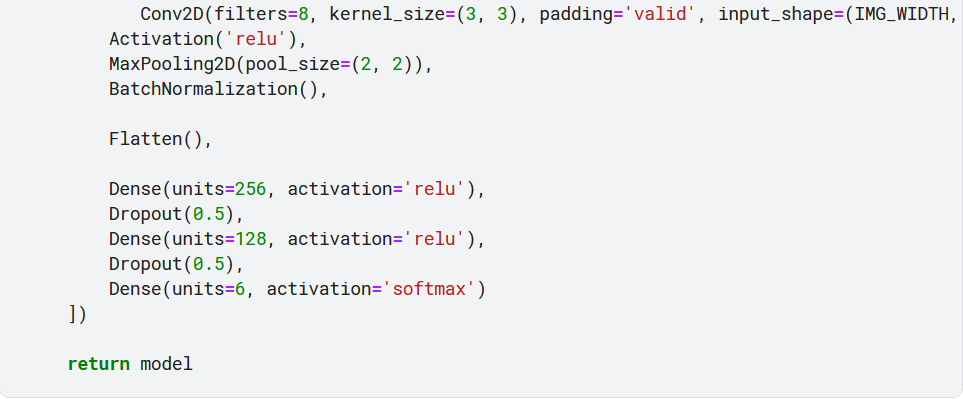 Conv2D(filters=8, kernel_size=(3, 3), padding='valid', input_shape=(IMG_WIDTH,
Activation('relu'),
MaxPooling2D(pool_size=(2, 2)),
BatchNormalization(),
Flatten(),
Dense(units=256, activation='relu'),
Dropout(0.5),
Dense(units=128, activation='relu'),
Dropout(0.5),
Dense(units=6, activation='softmax')
])
return model